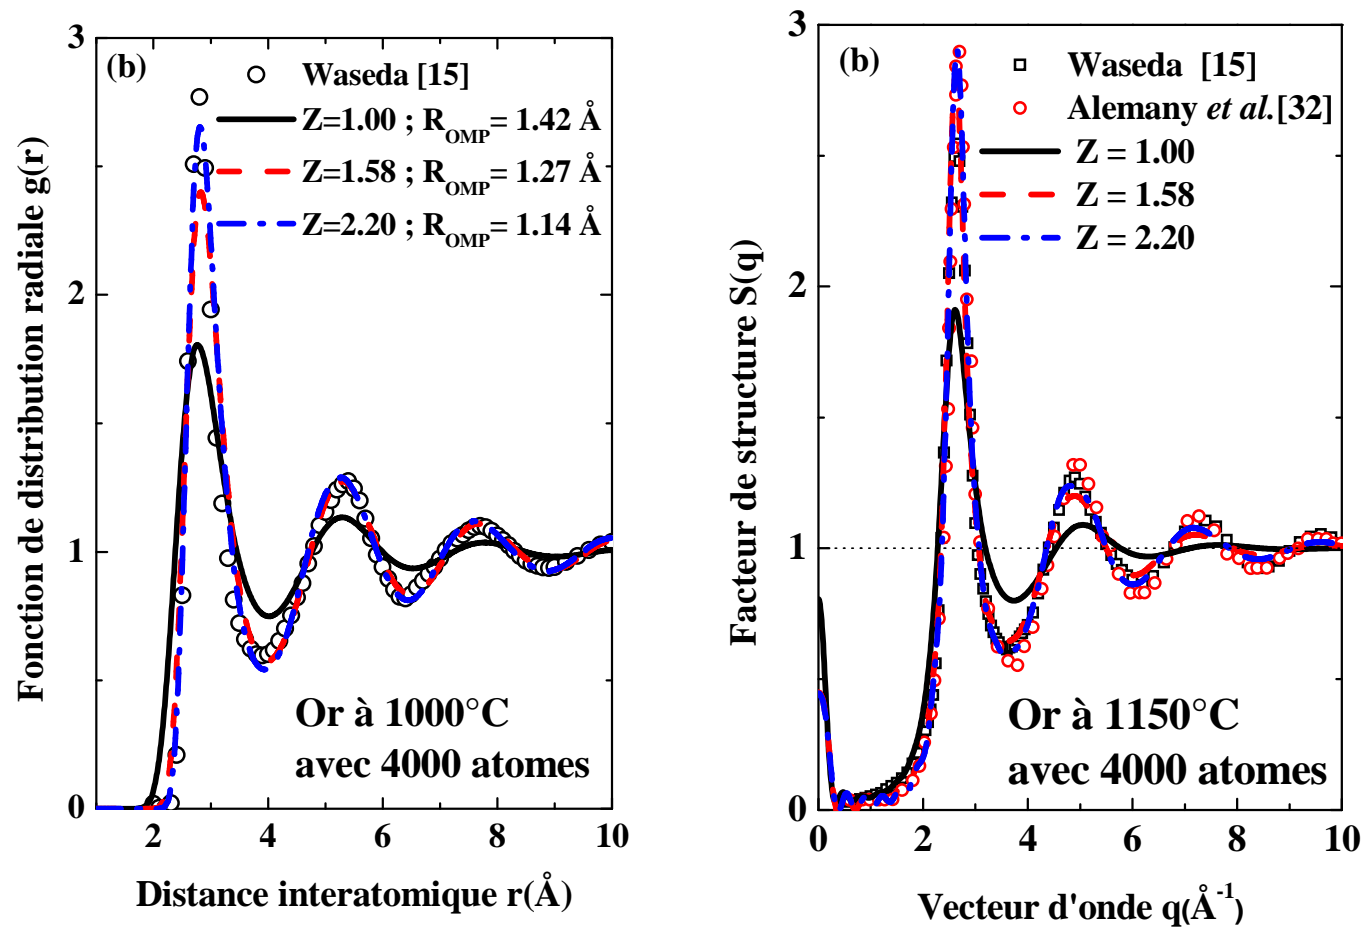 (b)
Waseda [15]
Z=1.00 ; R_OMP= 1.42 Å
Z=1.58 ; R_OMP= 1.27 Å
Z=2.20 ; R_OMP= 1.14 Å
Fonction de distribution radiale g(r)
3
2
1
0
Or à 1000°C
avec 4000 atomes
2 4 6 8 10
Distance interatomique r(Å)
(b)
Waseda [15]
Alemany et al.[32]
Z = 1.00
Z = 1.58
Z = 2.20
Facteur de structure S(q)
3
2
1
0
Or à 1150°C
avec 4000 atomes
0 2 4 6 8 10
Vecteur d'onde q(Å⁻¹)